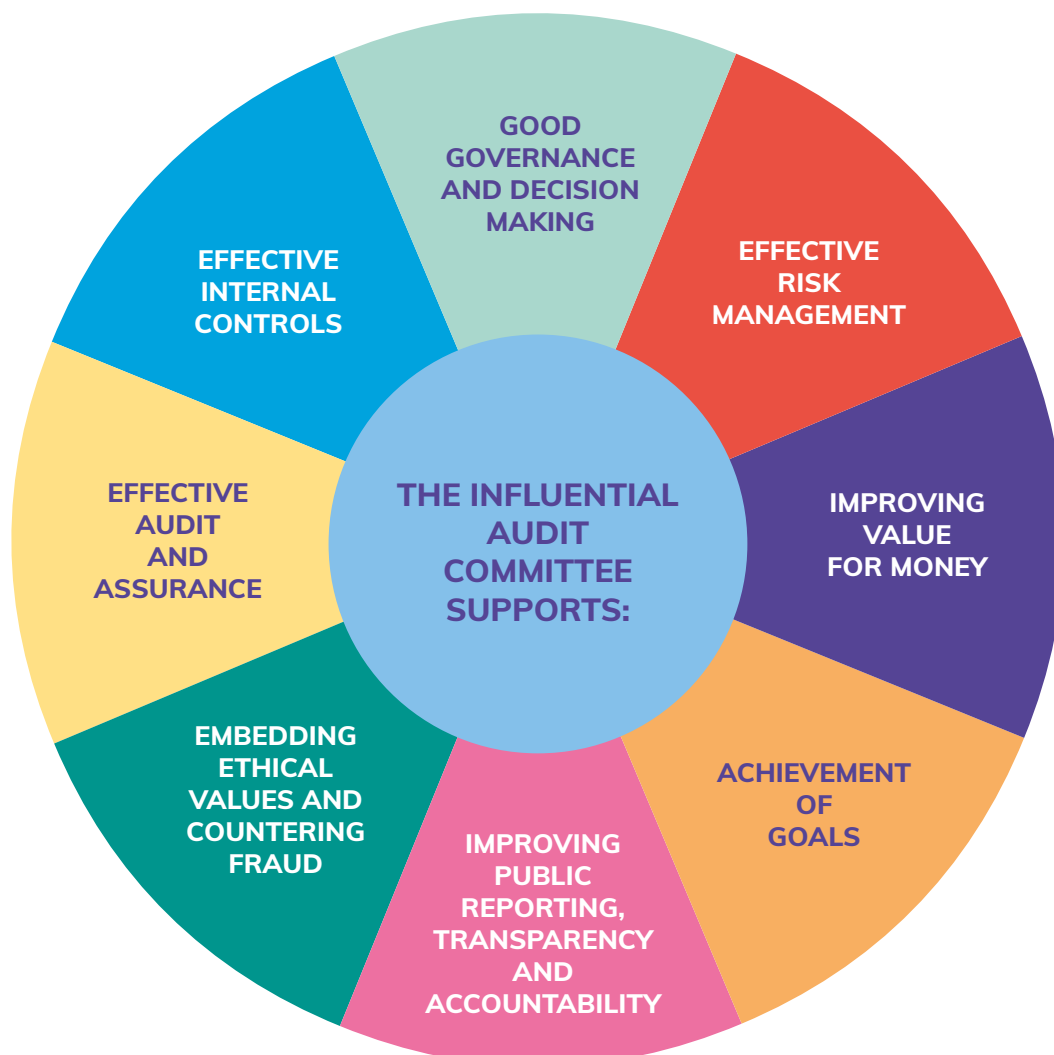 THE INFLUENTIAL
AUDIT
COMMITTEE
SUPPORTS:
GOOD
GOVERNANCE
AND DECISION
MAKING
EFFECTIVE
RISK
MANAGEMENT
IMPROVING
VALUE
FOR MONEY
ACHIEVEMENT
OF
GOALS
IMPROVING
PUBLIC
REPORTING,
TRANSPARENCY
AND
ACCOUNTABILITY
EMBEDDING
ETHICAL
VALUES AND
COUNTERING
FRAUD
EFFECTIVE
AUDIT
AND
ASSURANCE
EFFECTIVE
INTERNAL
CONTROLS